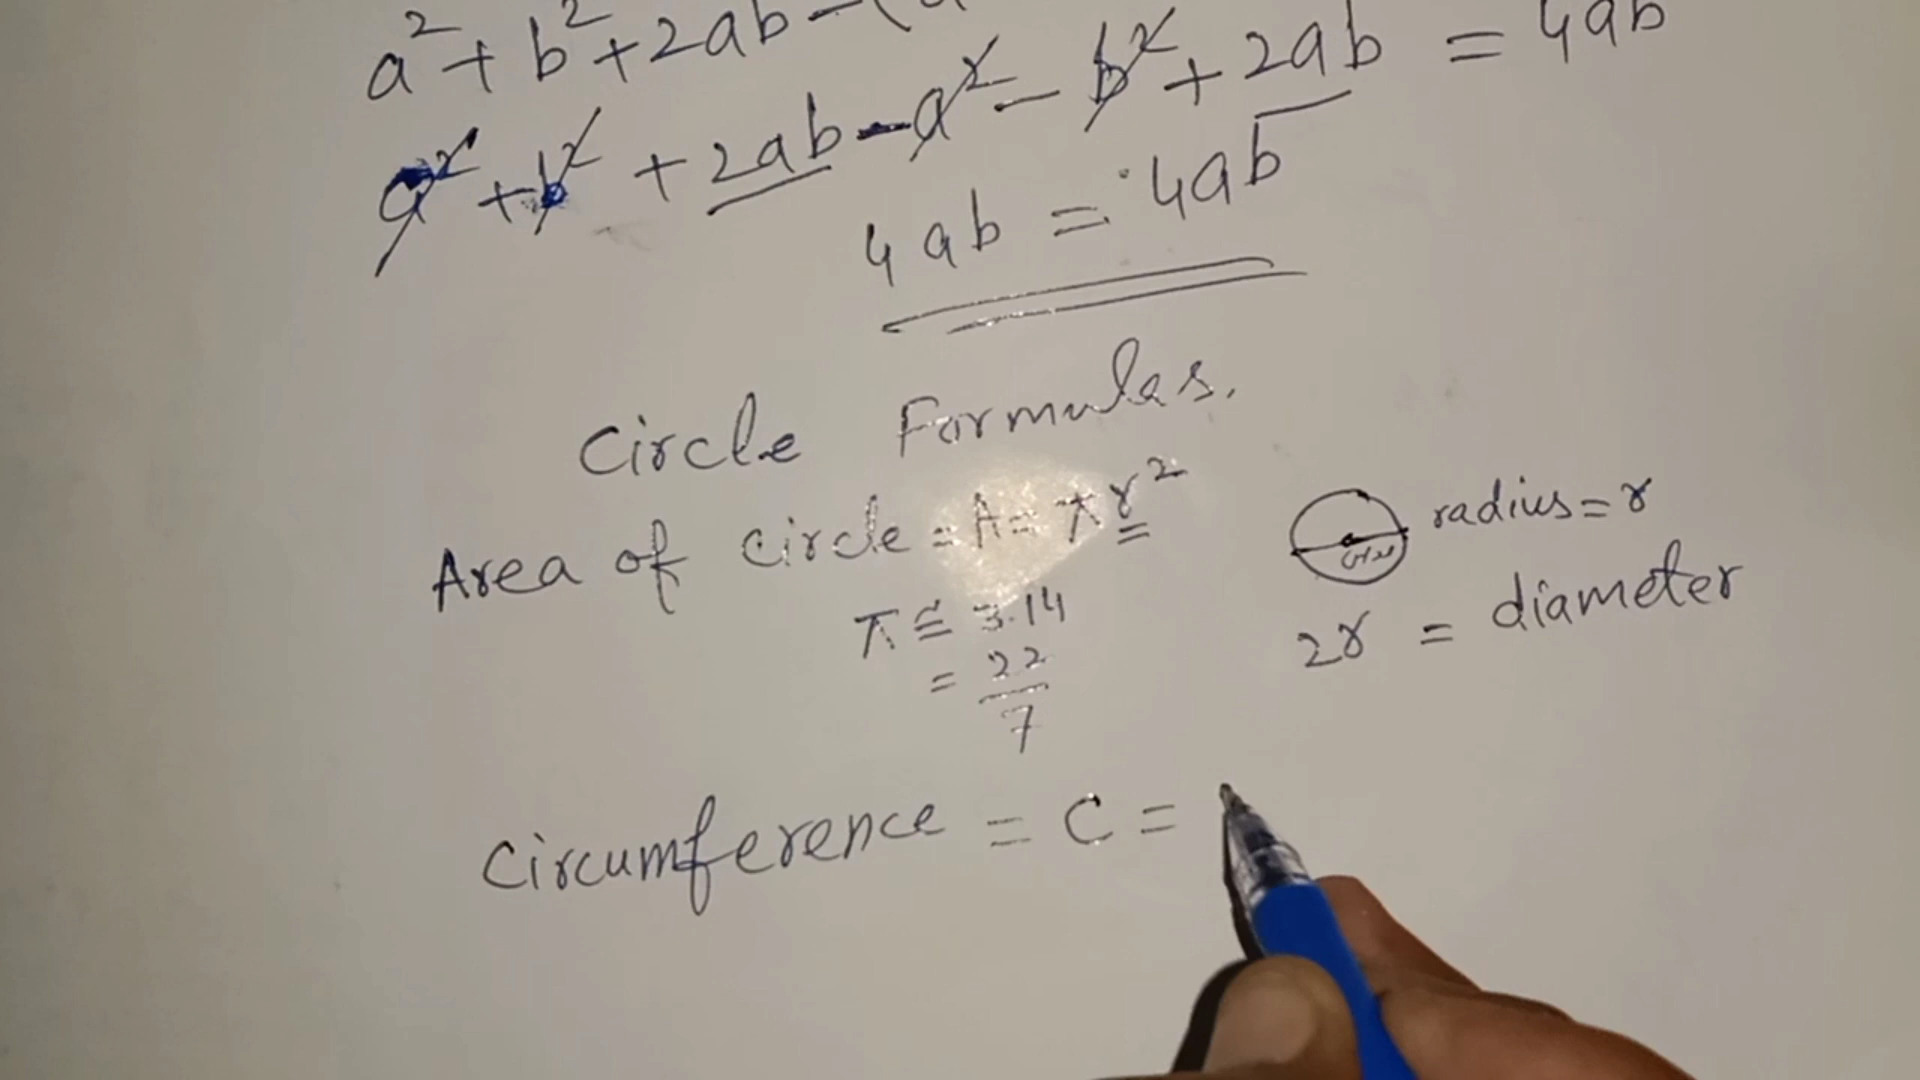 a² + b² + 2ab - (a
a² + b² + 2ab - a² - b² + 2ab = 4ab
4ab = 4ab
Circle Formulas.
Area of circle = A = πr²
radius = r
π ≅ 3.14
= 22/7
2r = diameter
Circumference = C =